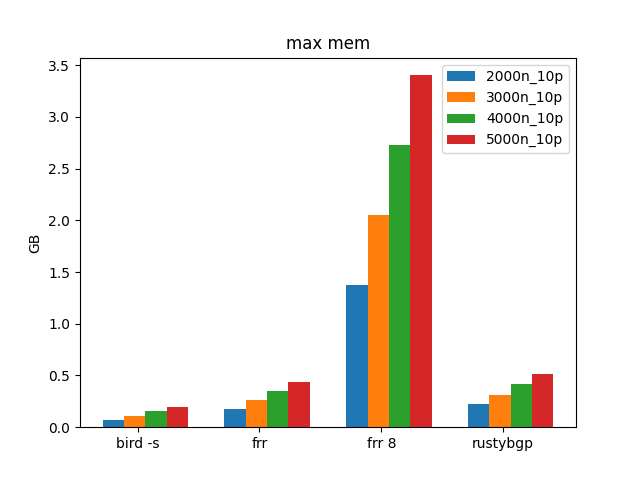 max mem
2000n_10p
3000n_10p
4000n_10p
5000n_10p
3.5
3.0
2.5
2.0
1.5
1.0
0.5
0.0
GB
bird -s
frr
frr 8
rustybgp